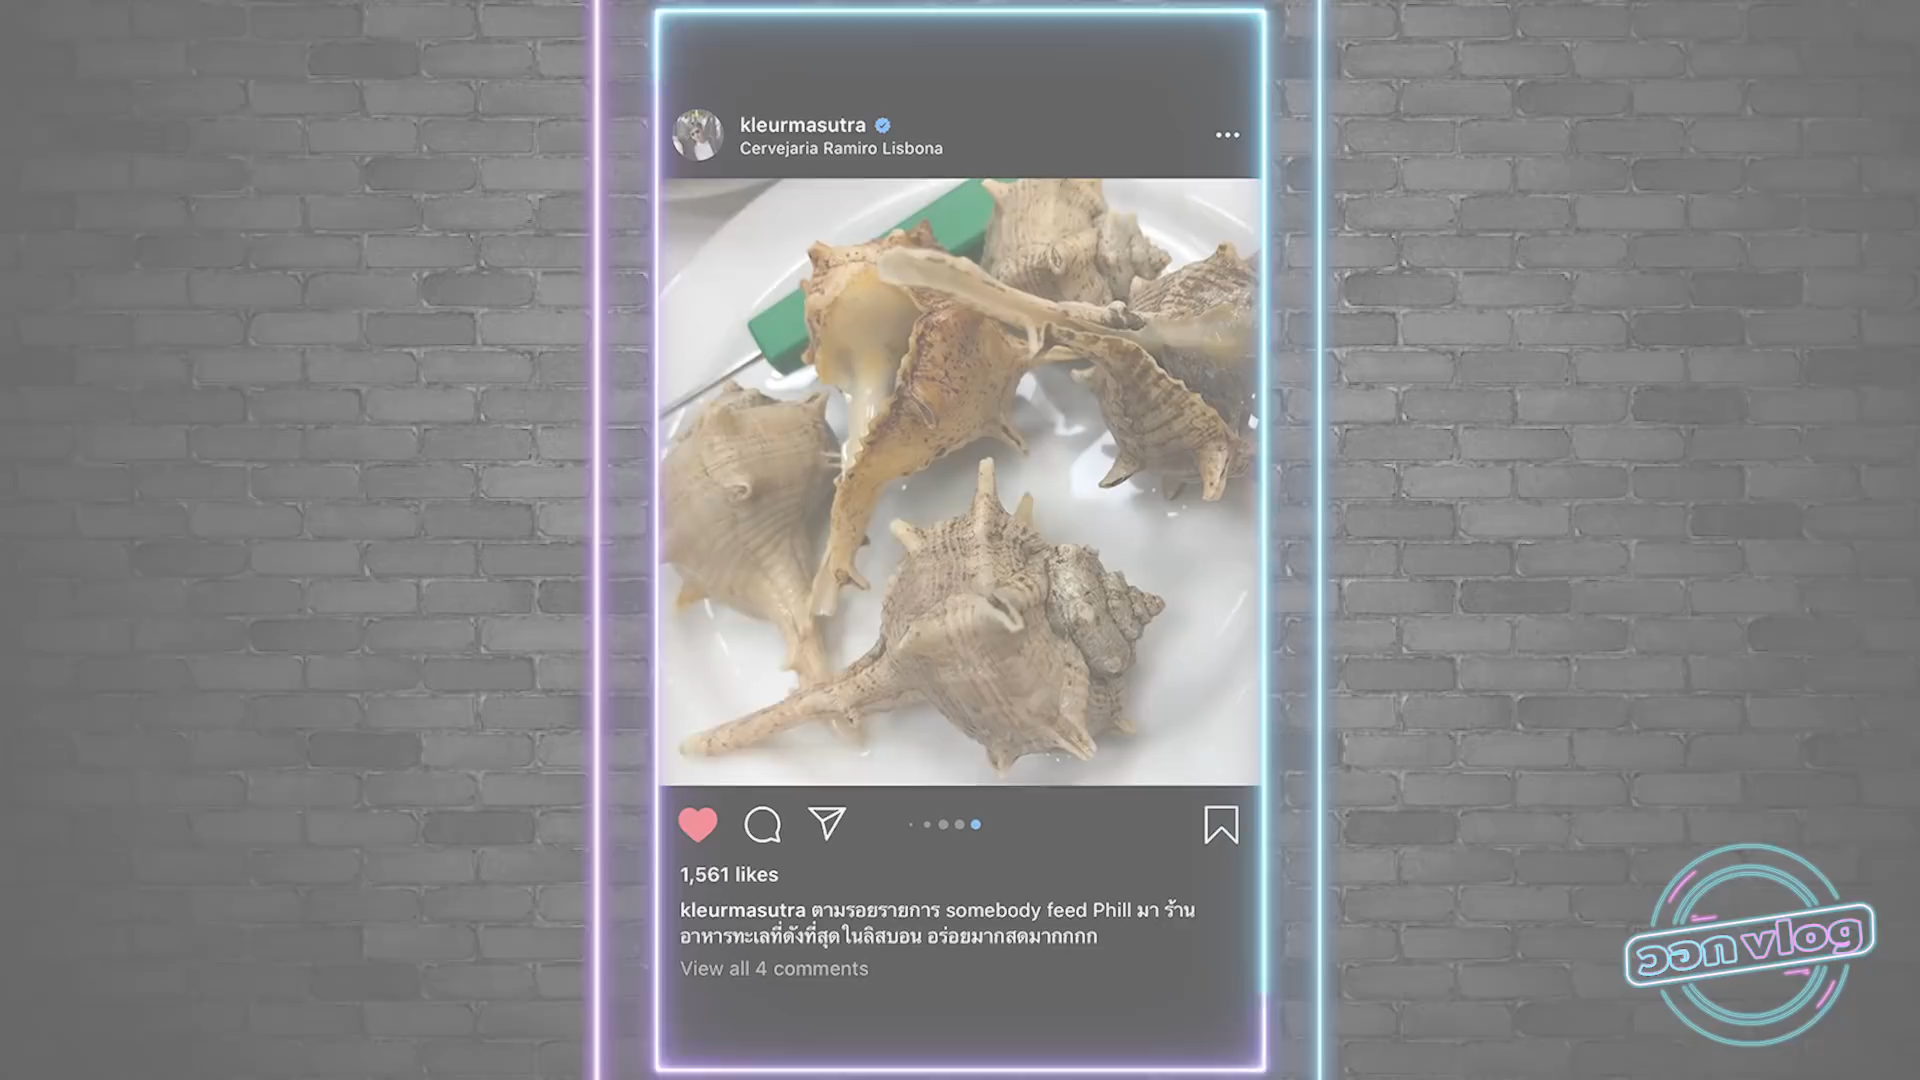 kleurmasutra
Cervejaria Ramiro Lisbona
1,561 likes
kleurmasutra ตามรอยรายการ somebody feed Phill มา ร้าน
อาหารทะเลที่ดังที่สุดในลิสบอน อร่อยมากสดมากกกก
View all 4 comments
ว้อก vlog